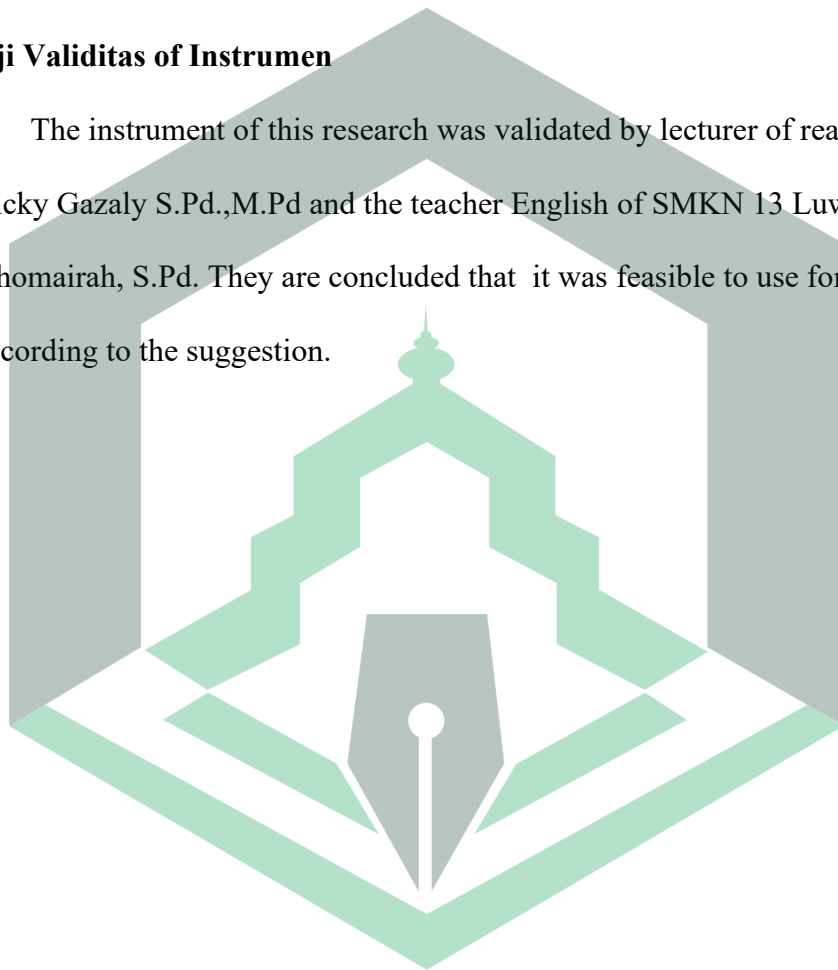 ji Validitas of Instrumen
The instrument of this research was validated by lecturer of rea
icky Gazaly S.Pd.,M.Pd and the teacher English of SMKN 13 Luw
homairah, S.Pd. They are concluded that it was feasible to use for
cording to the suggestion.